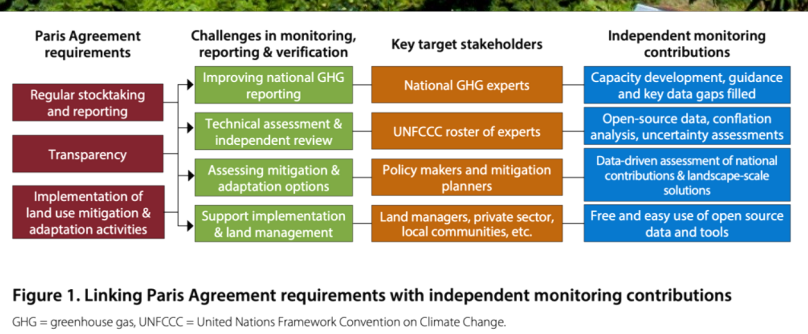 Paris Agreement
requirements
Challenges in monitoring,
reporting & verification
Key target stakeholders
Independent monitoring
contributions
Regular stocktaking
and reporting
Transparency
Implementation of
land use mitigation &
adaptation activities
Improving national GHG
reporting
National GHG experts
Capacity development, guidance
and key data gaps filled
Technical assessment &
independent review
UNFCCC roster of experts
Open-source data, conflation
analysis, uncertainty assessments
Assessing mitigation &
adaptation options
Policy makers and mitigation
planners
Data-driven assessment of national
contributions & landscape-scale
solutions
Support implementation
& land management
Land managers, private sector,
local communities, etc.
Free and easy use of open source
data and tools
Figure 1. Linking Paris Agreement requirements with independent monitoring contributions
GHG = greenhouse gas, UNFCCC = United Nations Framework Convention on Climate Change.